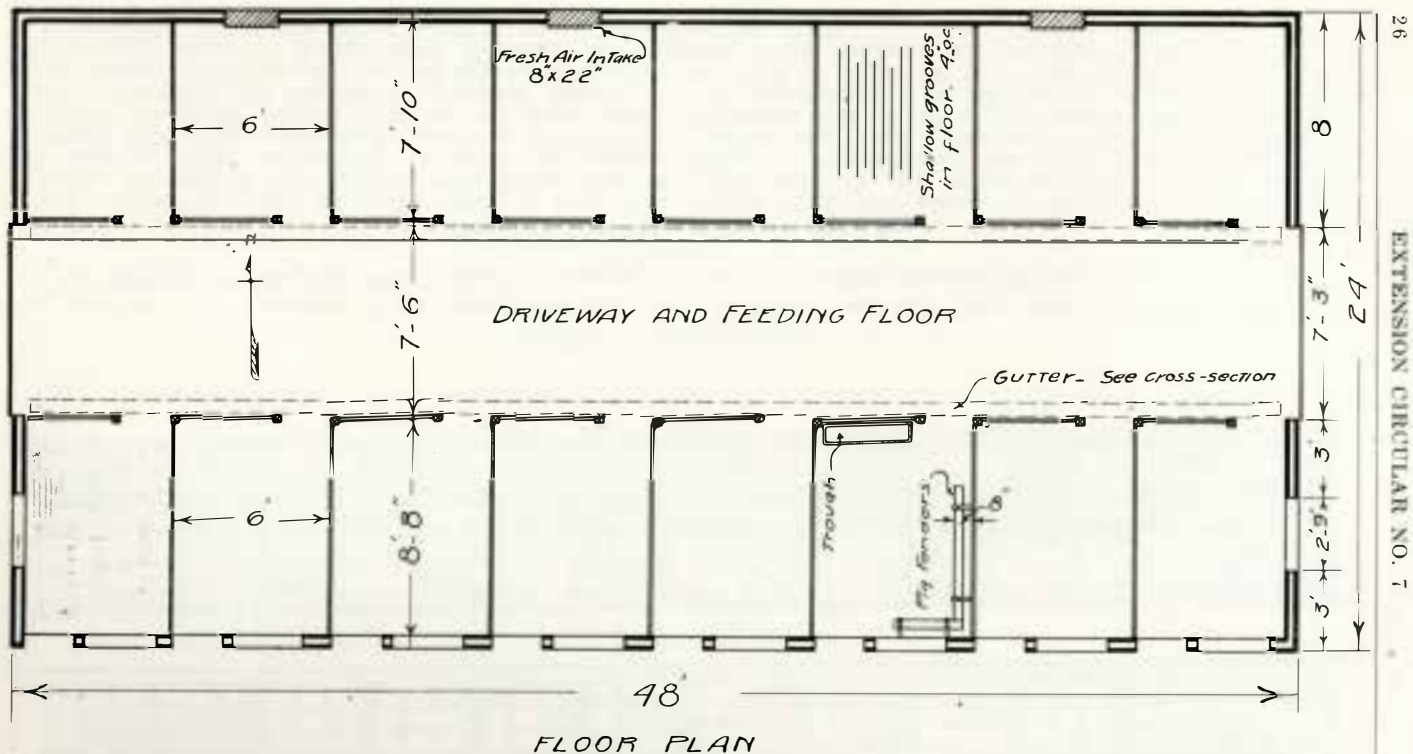 26
EXTENSION CIRCULAR NO. 7
Fresh Air Intake
8"x22"
Shallow grooves
in floor 4" o.c.
6'
7'-10"
8
7'-6"
DRIVEWAY AND FEEDING FLOOR
7'-3"
24'
Gutter- See cross-section
6'
8'-8"
Trough
Pig Fenders
8"
3'
2'-9"
3'
48
FLOOR PLAN